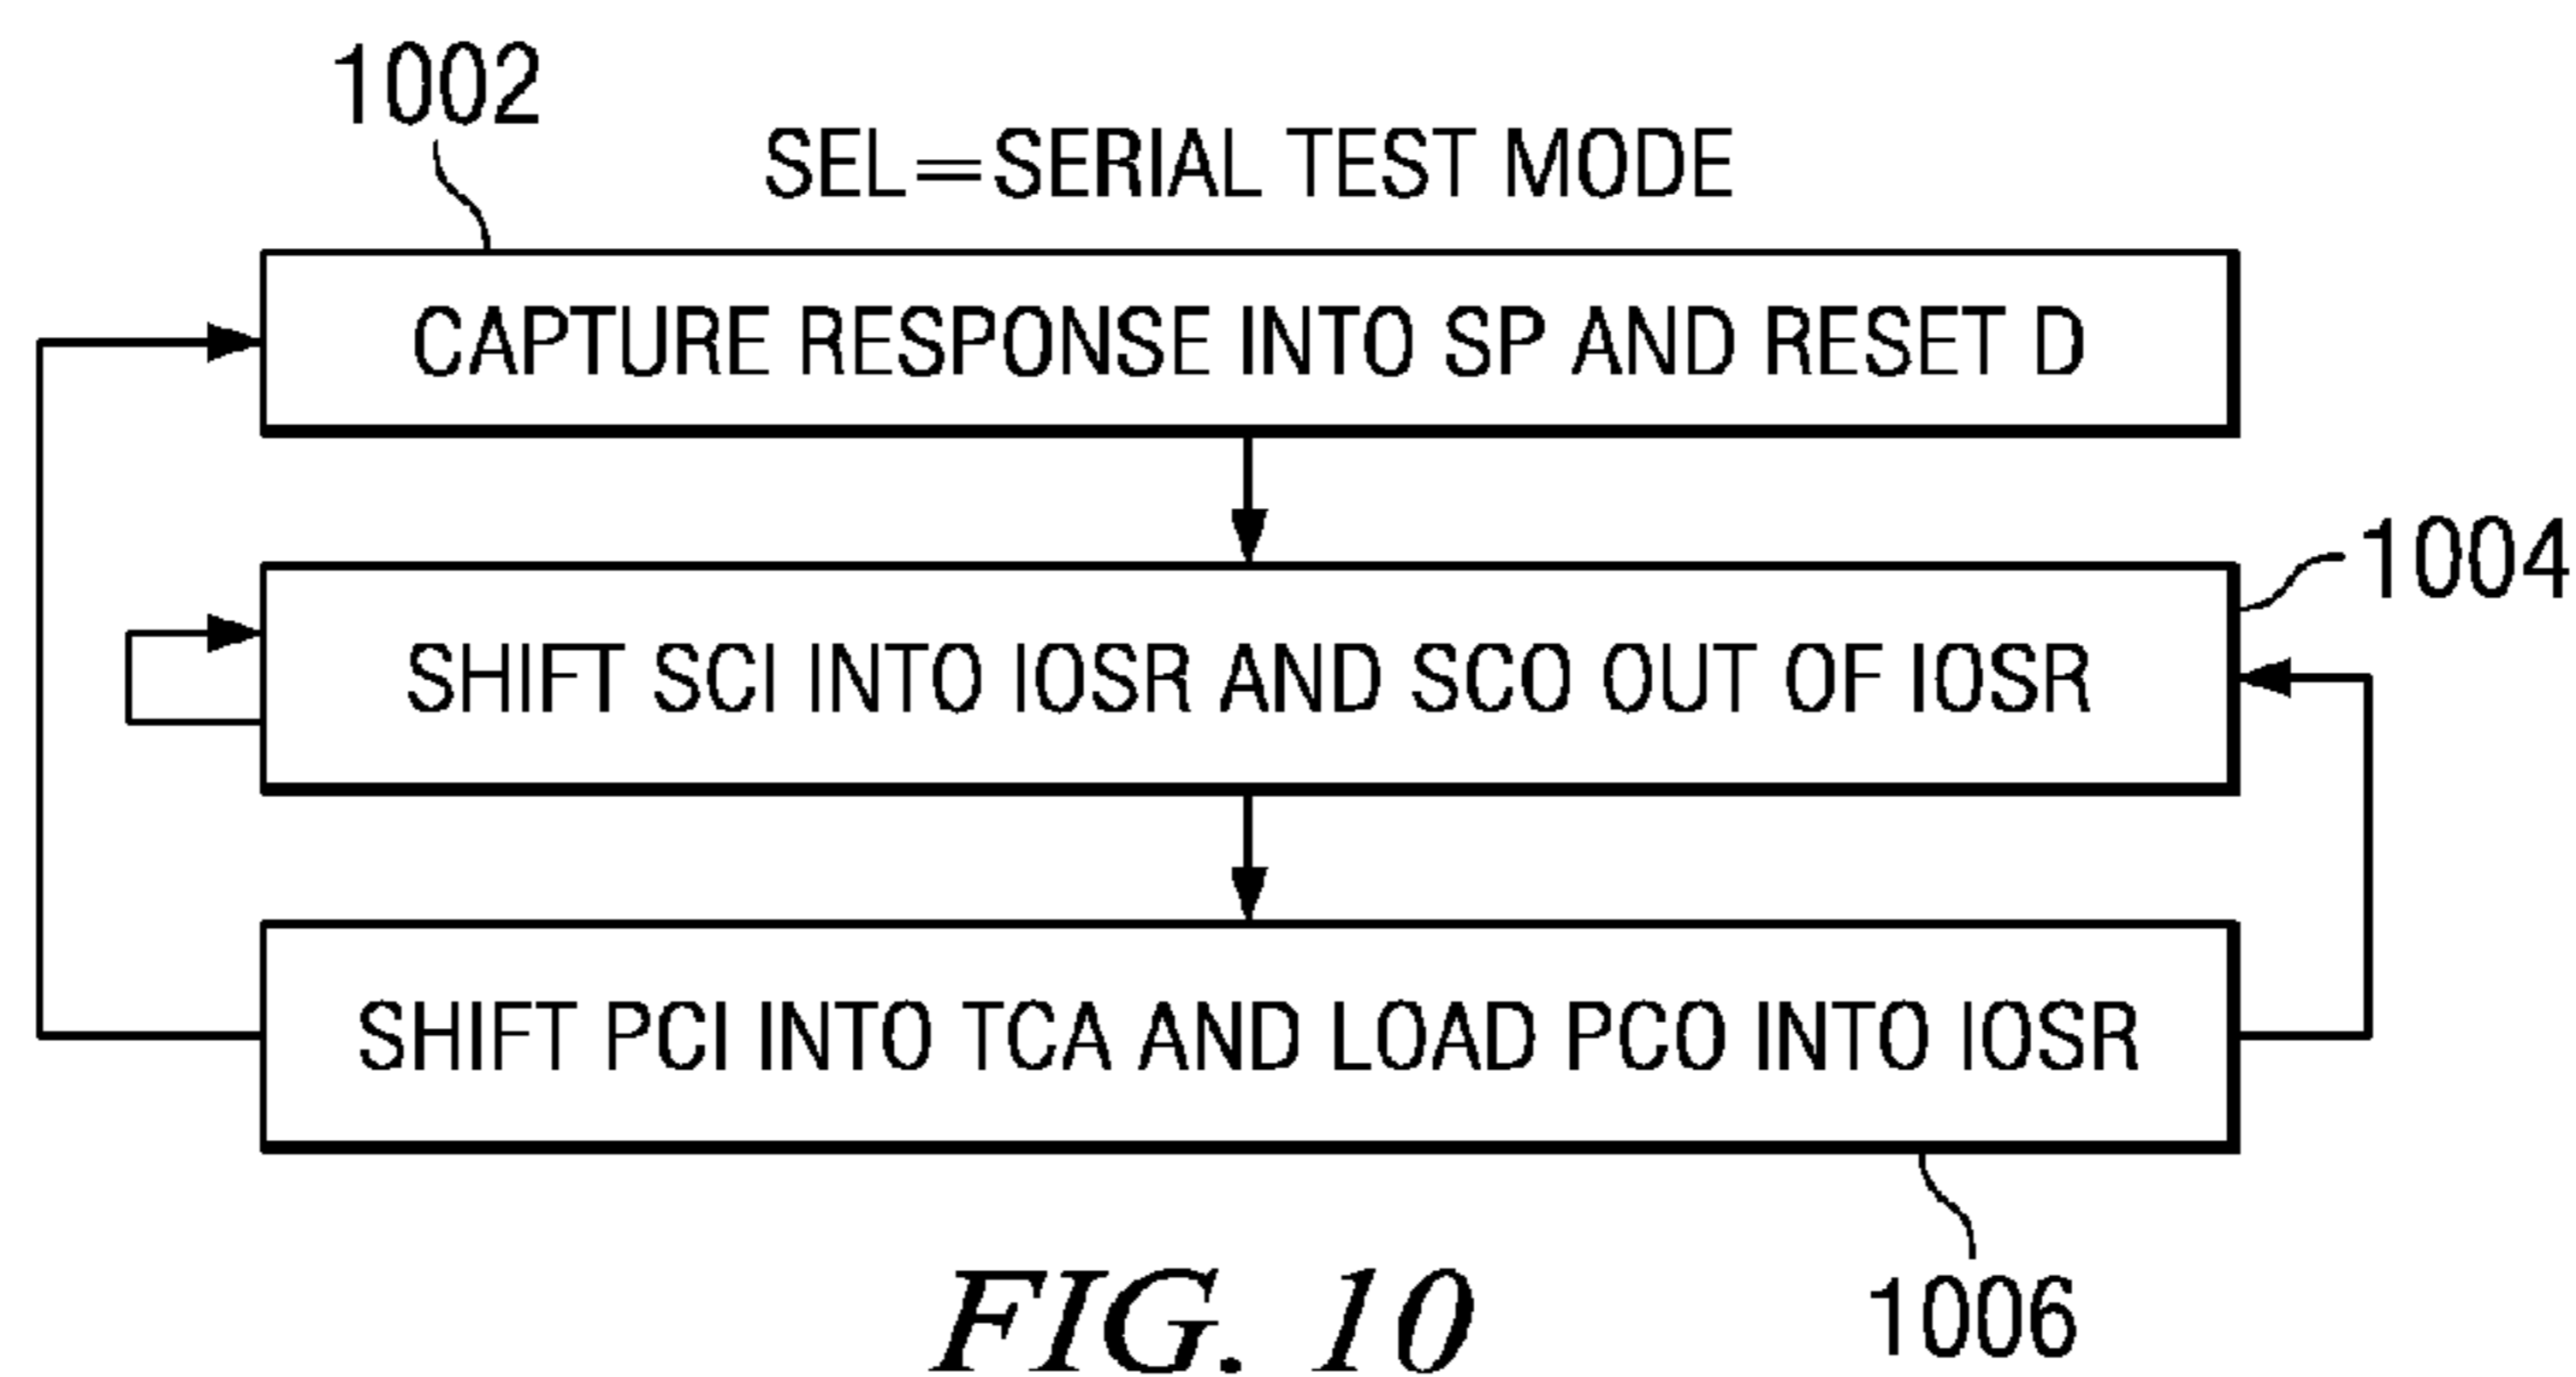 1002
SEL=SERIAL TEST MODE
CAPTURE RESPONSE INTO SP AND RESET D
1004
SHIFT SCI INTO IOSR AND SCO OUT OF IOSR
SHIFT PCI INTO TCA AND LOAD PCO INTO IOSR
1006
FIG. 10